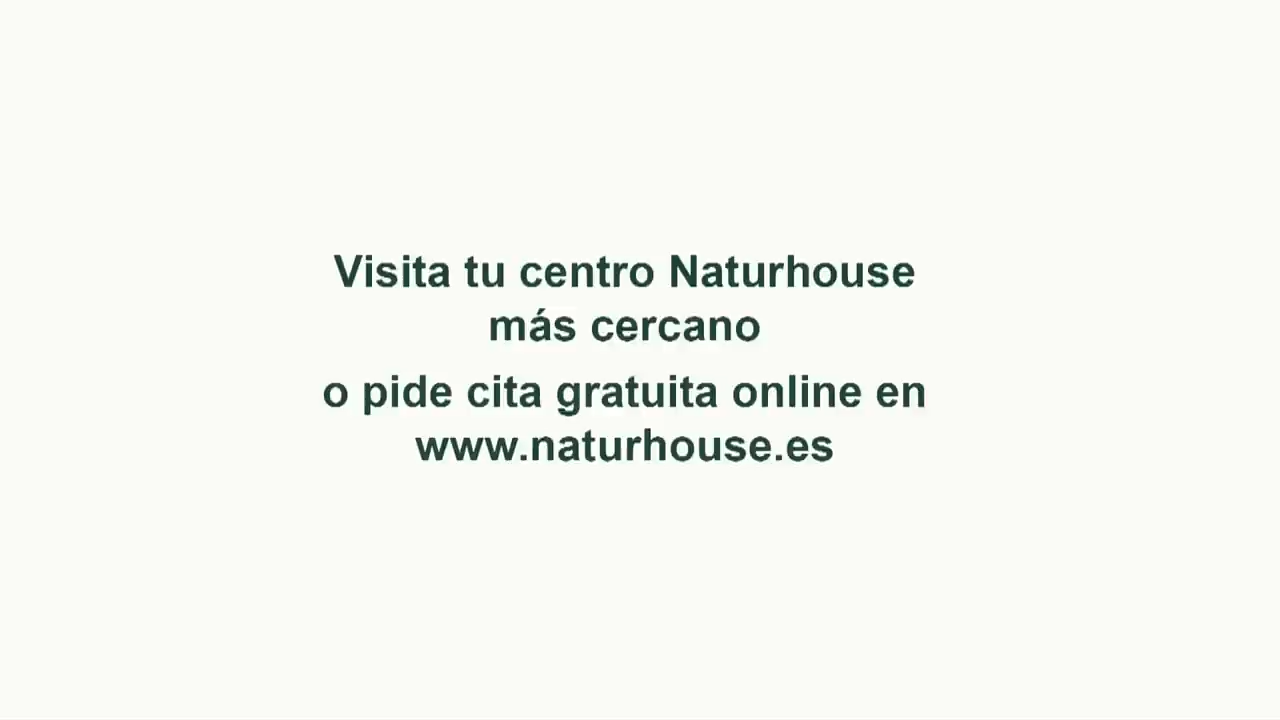 Visita tu centro Naturhouse
más cercano
o pide cita gratuita online en
www.naturhouse.es